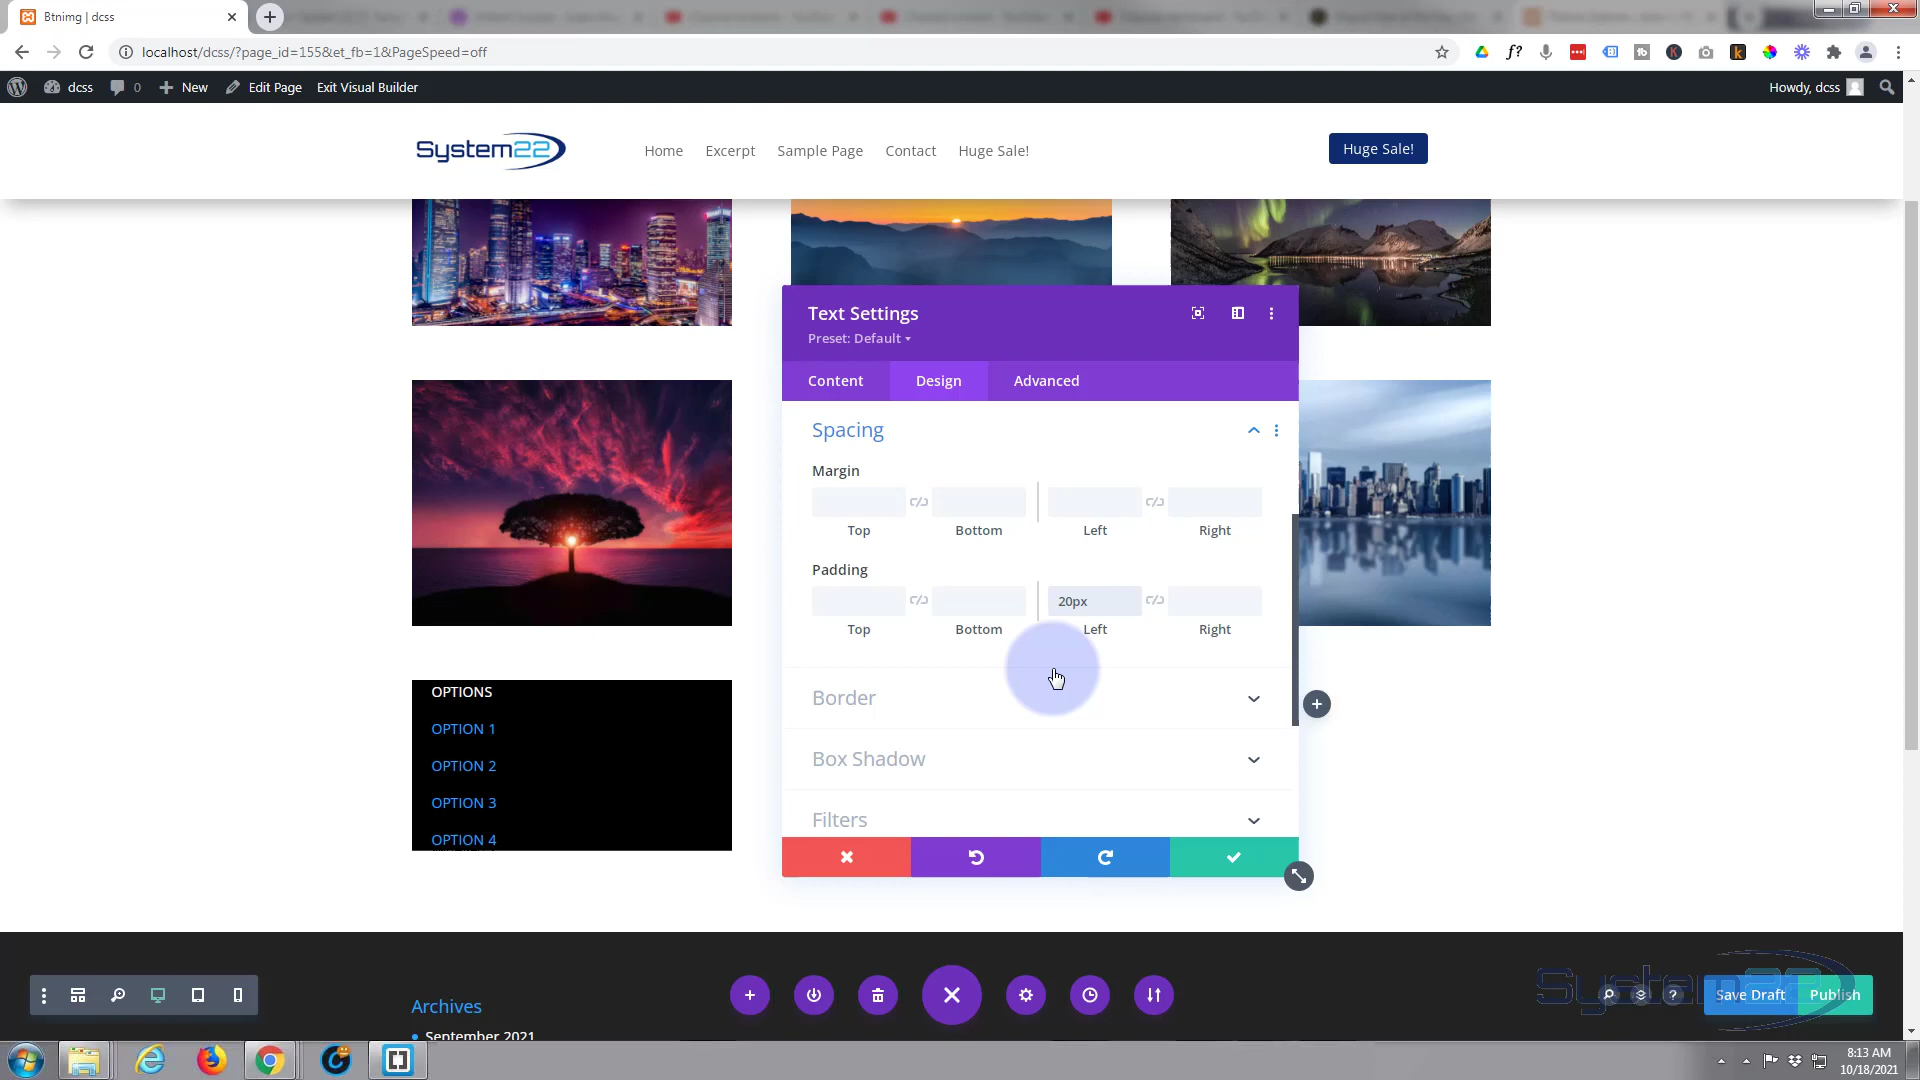 Btnimg | dcss
localhost/dcss/?page_id=155&et_fb=1&PageSpeed=off
dcss 0 New Edit Page Exit Visual Builder Howdy, dcss
System22
Home Excerpt Sample Page Contact Huge Sale!
Huge Sale!
Text Settings
Preset: Default
Content Design Advanced
Spacing
Margin
Top Bottom Left Right
Padding
20px
Top Bottom Left Right
Border
Box Shadow
Filters
OPTIONS
OPTION 1
OPTION 2
OPTION 3
OPTION 4
Archives
September 2021
System22
Save Draft Publish
8:13 AM
10/18/2021